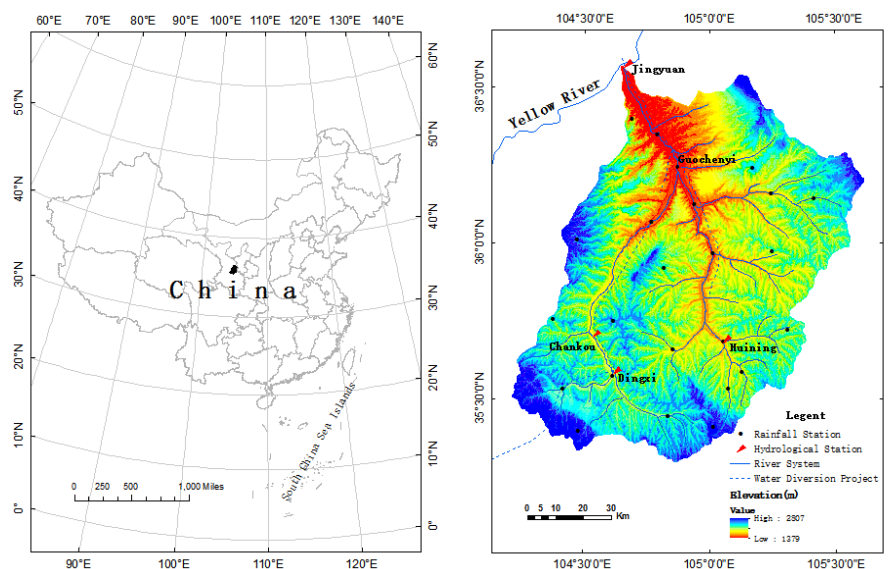 60°E 70°E 80°E 90°E 100°E 110°E 120°E 130°E 140°E
60°N
50°N
50°N
40°N
40°N
30°N
30°N
20°N
20°N
10°N
10°N
0°
0°
China
South China Sea Islands
0 250 500 1,000 Miles
90°E 100°E 110°E 120°E
104°30'0"E 105°0'0"E 105°30'0"E
36°30'0"N
36°0'0"N
35°30'0"N
Jingyuan
Yellow River
Guochenyi
Chankou
Huining
Dingxi
Legent
Rainfall Station
Hydrological Station
River System
Water Diversion Project
Elevation(m)
Value
High : 2807
Low : 1379
0 5 10 20 30
Km
104°30'0"E 105°0'0"E 105°30'0"E